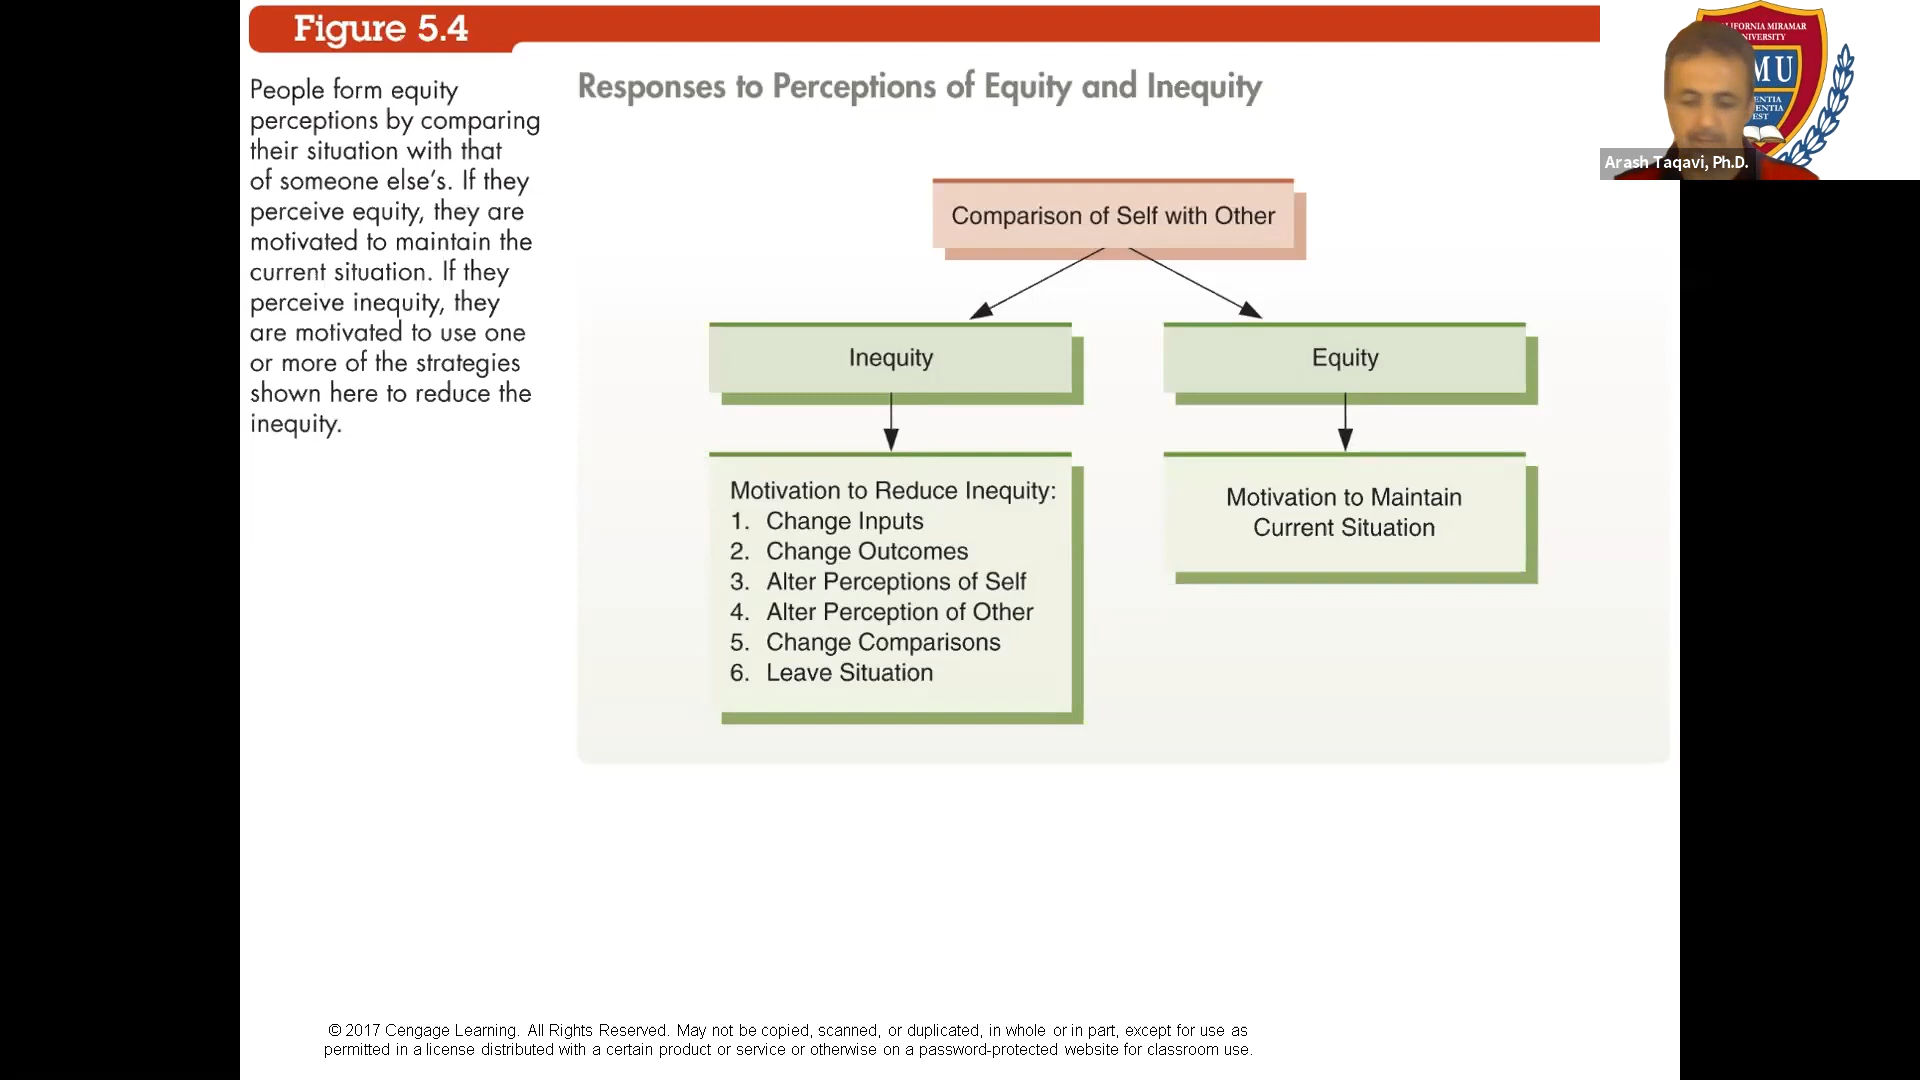 Figure 5.4
People form equity
perceptions by comparing
their situation with that
of someone else's. If they
perceive equity, they are
motivated to maintain the
current situation. If they
perceive inequity, they
are motivated to use one
or more of the strategies
shown here to reduce the
inequity.
Responses to Perceptions of Equity and Inequity
Comparison of Self with Other
Inequity
Equity
Motivation to Reduce Inequity:
1. Change Inputs
2. Change Outcomes
3. Alter Perceptions of Self
4. Alter Perception of Other
5. Change Comparisons
6. Leave Situation
Motivation to Maintain
Current Situation
MIRAMAR
Arash Taqavi, Ph.D.
© 2017 Cengage Learning. All Rights Reserved. May not be copied, scanned, or duplicated, in whole or in part, except for use as
permitted in a license distributed with a certain product or service or otherwise on a password-protected website for classroom use.